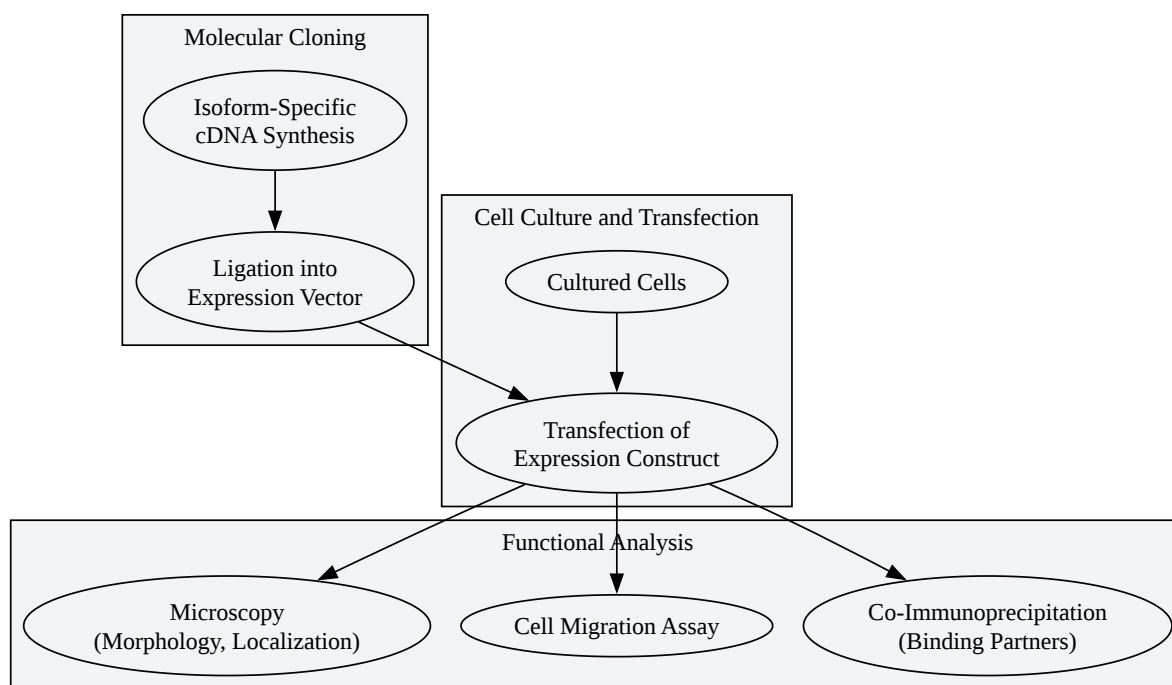 Molecular Cloning
Isoform-Specific
cDNA Synthesis
Ligation into
Expression Vector
Cell Culture and Transfection
Cultured Cells
Transfection of
Expression Construct
Functional Analysis
Microscopy
(Morphology, Localization)
Cell Migration Assay
Co-Immunoprecipitation
(Binding Partners)